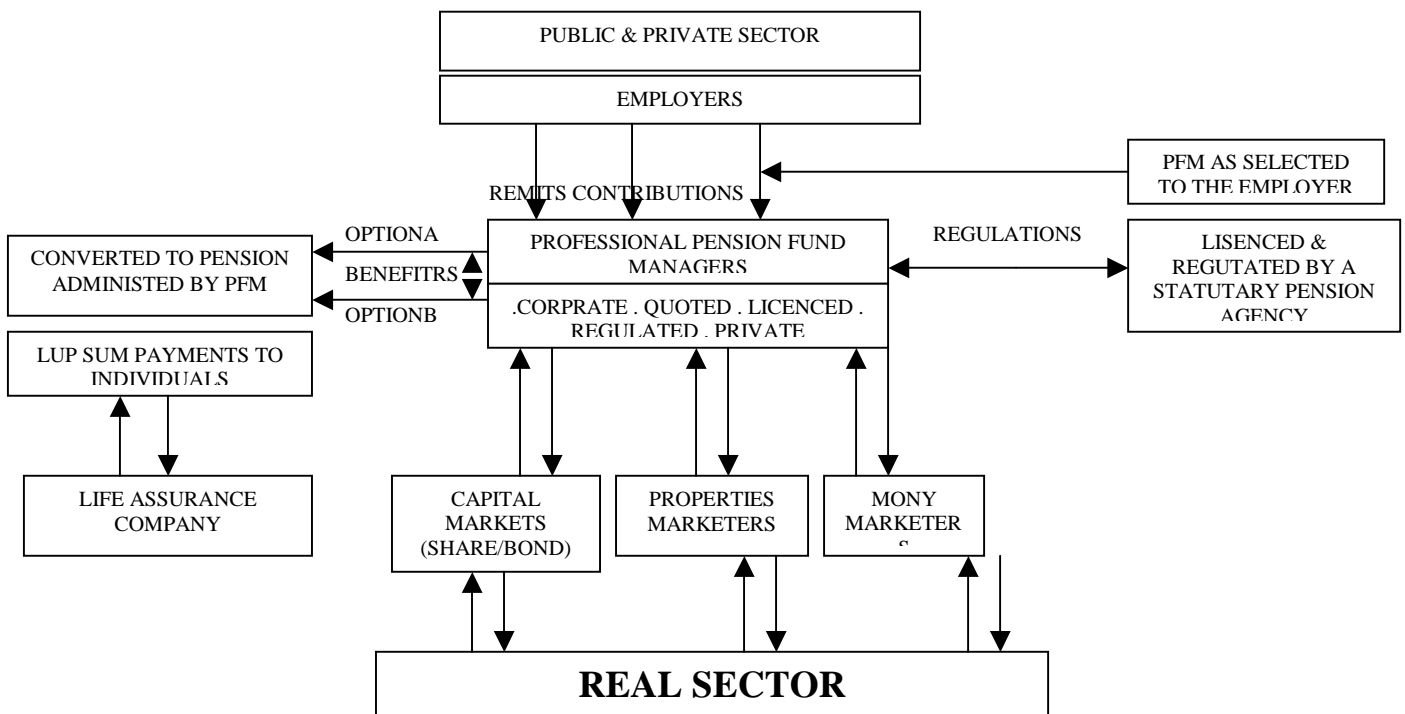 PUBLIC & PRIVATE SECTOR
EMPLOYERS
PFM AS SELECTED
TO THE EMPLOYER
REMITS CONTRIBUTIONS
OPTIONA
BENEFITRS
OPTIONB
CONVERTED TO PENSION
ADMINISTED BY PFM
PROFESSIONAL PENSION FUND
MANAGERS
.CORPRATE . QUOTED . LICENCED .
REGULATED . PRIVATE
REGULATIONS
LISENCED &
REGUTATED BY A
STATUTARY PENSION
AGENCY
LUP SUM PAYMENTS TO
INDIVIDUALS
LIFE ASSURANCE
COMPANY
CAPITAL
MARKETS
(SHARE/BOND)
PROPERTIES
MARKETERS
MONY
MARKETER
S
REAL SECTOR